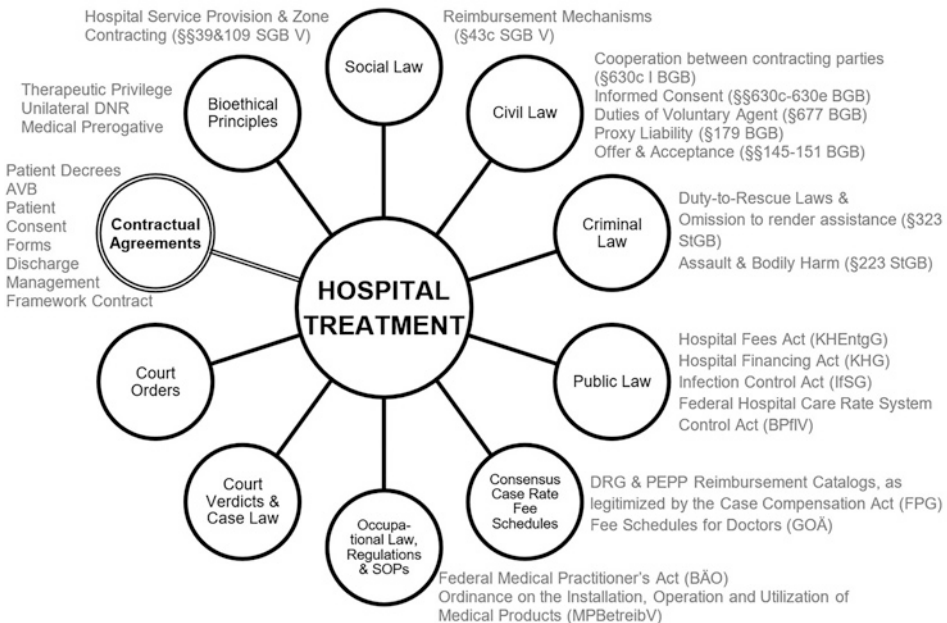 Hospital Service Provision & Zone
Contracting (§§39&109 SGB V)
Social Law
Reimbursement Mechanisms
(§43c SGB V)
Therapeutic Privilege
Unilateral DNR
Medical Prerogative
Bioethical
Principles
Civil Law
Cooperation between contracting parties
(§630c I BGB)
Informed Consent (§§630c-630e BGB)
Duties of Voluntary Agent (§677 BGB)
Proxy Liability (§179 BGB)
Offer & Acceptance (§§145-151 BGB)
Patient Decrees
AVB
Patient
Consent
Forms
Discharge
Management
Framework Contract
Contractual
Agreements
Criminal
Law
Duty-to-Rescue Laws &
Omission to render assistance (§323
StGB)
Assault & Bodily Harm (§223 StGB)
HOSPITAL
TREATMENT
Court
Orders
Public Law
Hospital Fees Act (KHEntgG)
Hospital Financing Act (KHG)
Infection Control Act (IfSG)
Federal Hospital Care Rate System
Control Act (BPflV)
Court
Verdicts &
Case Law
Occupa-
tional Law,
Regulations
& SOPs
Consensus
Case Rate
Fee
Schedules
DRG & PEPP Reimbursement Catalogs, as
legitimized by the Case Compensation Act (FPG)
Fee Schedules for Doctors (GOÄ)
Federal Medical Practitioner's Act (BÄO)
Ordinance on the Installation, Operation and Utilization of
Medical Products (MPBetreibV)